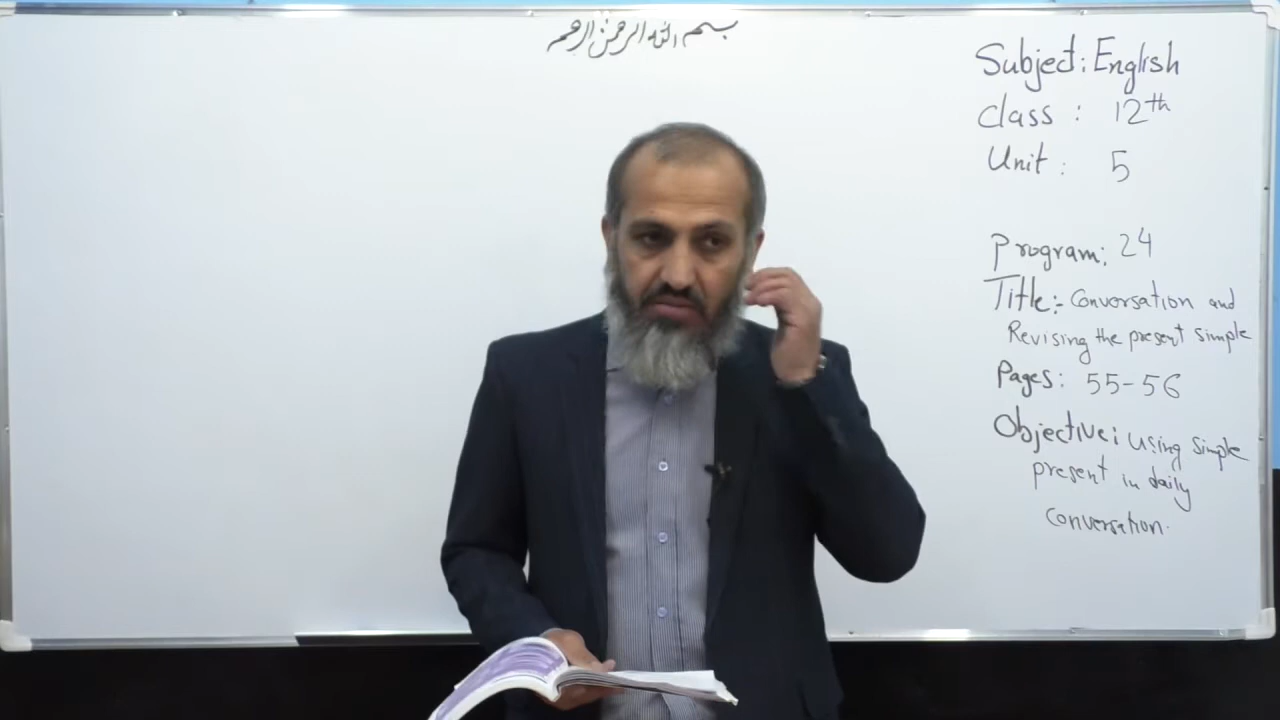 بسم الله الرحمن الرحیم
Subject: English
Class : 12th
Unit : 5
Program: 24
Title:- Conversation and
Revising the present simple
Pages: 55-56
Objective: Using simple
present in daily
conversation.